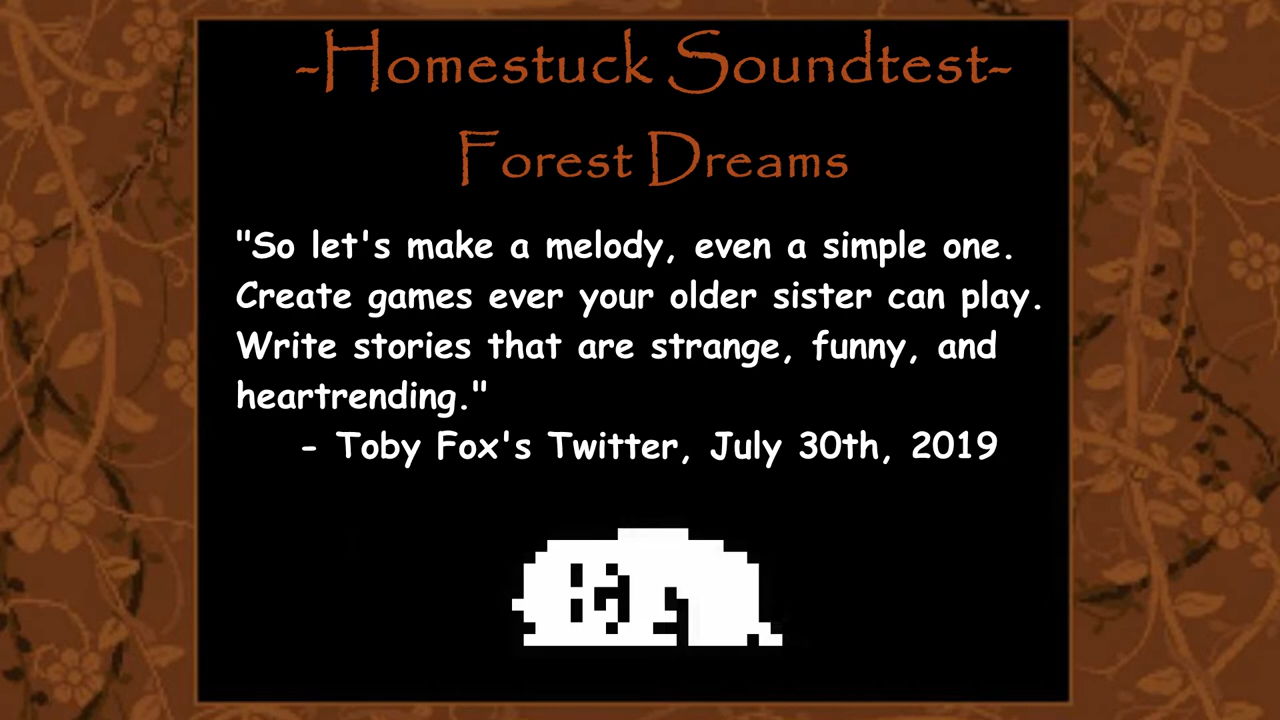 -Homestuck Soundtest-
Forest Dreams
"So let's make a melody, even a simple one.
Create games ever your older sister can play.
Write stories that are strange, funny, and
heartrending."
- Toby Fox's Twitter, July 30th, 2019